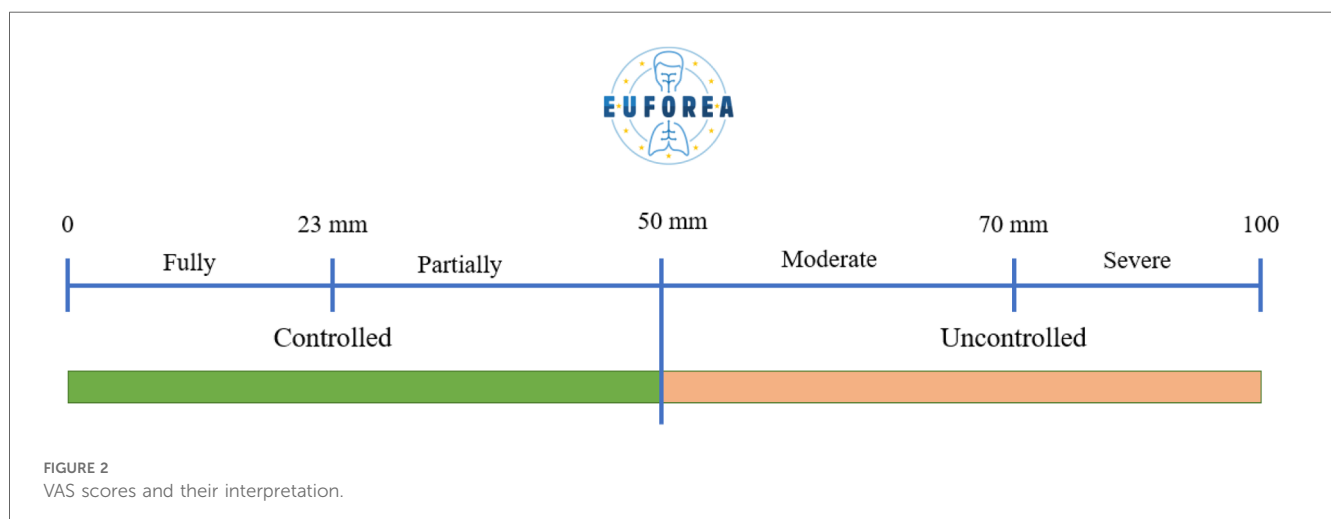 EUFOREA
0 23 mm 50 mm 70 mm 100
Fully Partially Moderate Severe
Controlled Uncontrolled
FIGURE 2
VAS scores and their interpretation.